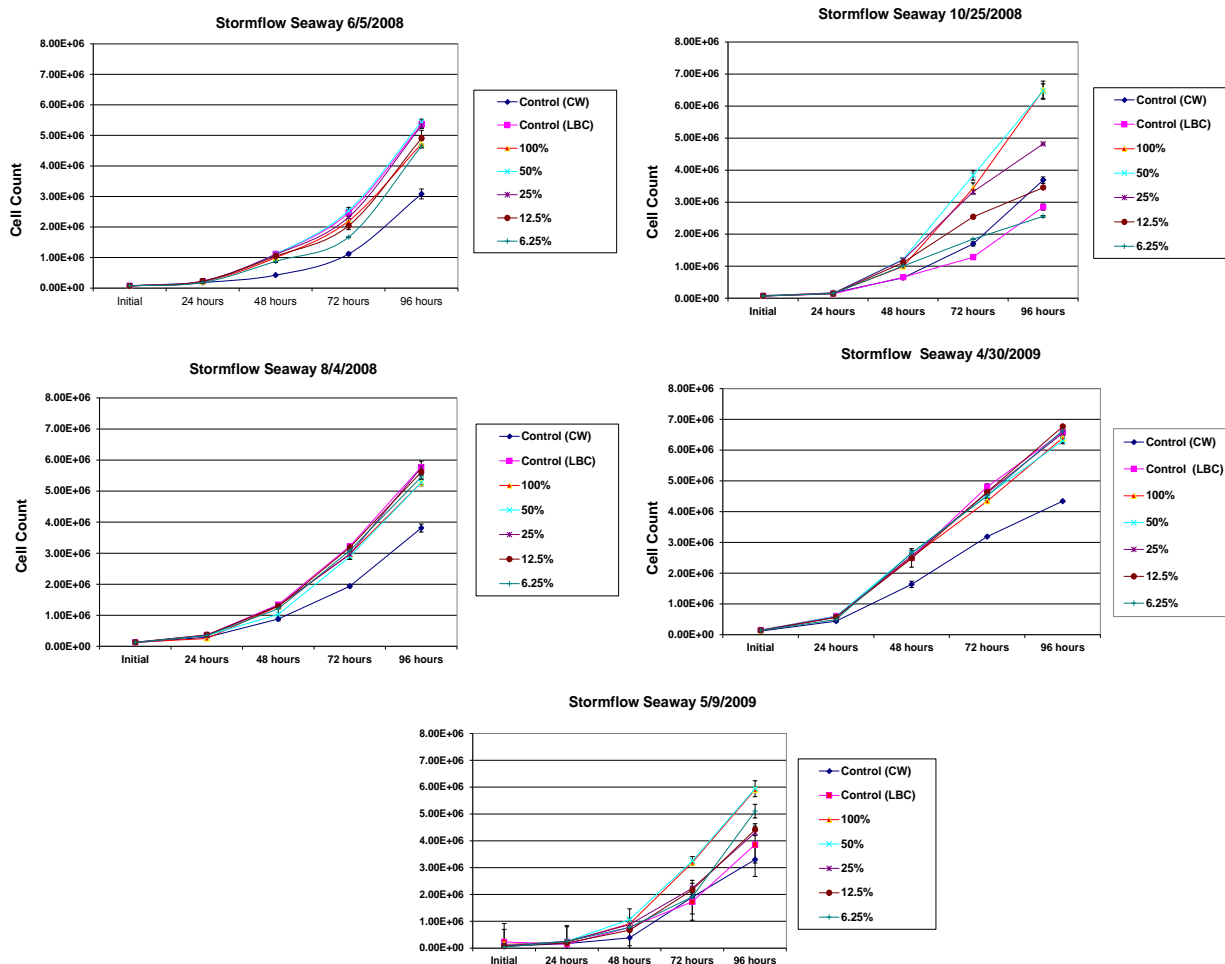 Stormflow Seaway 6/5/2008
8.00E+06
7.00E+06
6.00E+06
5.00E+06
4.00E+06
3.00E+06
2.00E+06
1.00E+06
0.00E+00
Cell Count
Initial 24 hours 48 hours 72 hours 96 hours
Control (CW)
Control (LBC)
100%
50%
25%
12.5%
6.25%
Stormflow Seaway 10/25/2008
8.00E+06
7.00E+06
6.00E+06
5.00E+06
4.00E+06
3.00E+06
2.00E+06
1.00E+06
0.00E+00
Initial 24 hours 48 hours 72 hours 96 hours
Control (CW)
Control (LBC)
100%
50%
25%
12.5%
6.25%
Stormflow Seaway 8/4/2008
8.00E+06
7.00E+06
6.00E+06
5.00E+06
4.00E+06
3.00E+06
2.00E+06
1.00E+06
0.00E+00
Cell Count
Initial 24 hours 48 hours 72 hours 96 hours
Control (CW)
Control (LBC)
100%
50%
25%
12.5%
6.25%
Stormflow Seaway 4/30/2009
8.00E+06
7.00E+06
6.00E+06
5.00E+06
4.00E+06
3.00E+06
2.00E+06
1.00E+06
0.00E+00
Cell Count
Initial 24 hours 48 hours 72 hours 96 hours
Control (CW)
Control (LBC)
100%
50%
25%
12.5%
6.25%
Stormflow Seaway 5/9/2009
8.00E+06
7.00E+06
6.00E+06
5.00E+06
4.00E+06
3.00E+06
2.00E+06
1.00E+06
0.00E+00
Initial 24 hours 48 hours 72 hours 96 hours
Control (CW)
Control (LBC)
100%
50%
25%
12.5%
6.25%